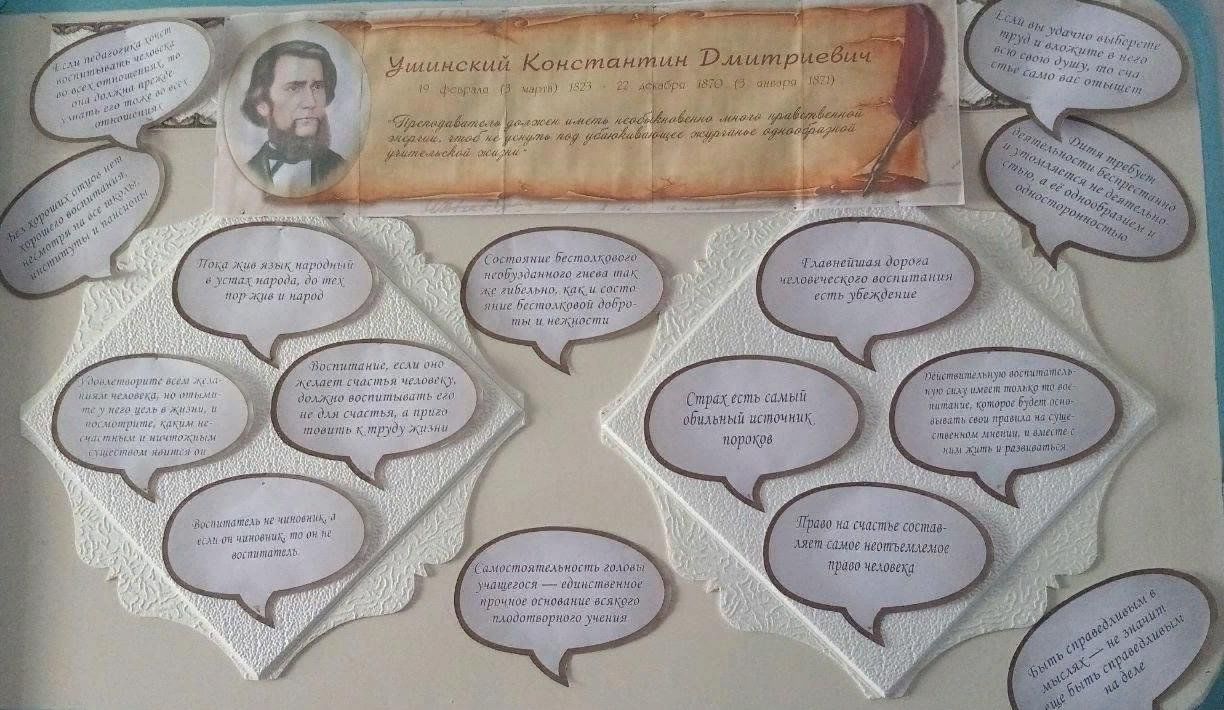 Ушинский Константин Дмитриевич
19 февраля (3 марта) 1823 - 22 декабря 1870 (3 января 1871)
"Преподаватель должен иметь необыкновенно много нравственной
энергии, чтоб не уснуть под убаюкивающее журчанье однообразной
учительской жизни"
Если педагогика хочет
воспитывать человека
во всех отношениях, то
она должна прежде
узнать его тоже во всех
отношениях
Без хороших отцов нет
хорошего воспитания,
несмотря на все школы,
институты и пансионы
Если вы удачно выберете
труд и вложите в него
всю свою душу, то сча
стье само вас отыщет
Дитя требует
деятельности беспрестанно
и утомляется не деятельно-
стью, а её однообразием и
односторонностью
Пока жив язык народный
в устах народа, до тех
пор жив и народ
Состояние бестолкового
необузданного гнева так
же гибельно, как и состо
яние бестолковой добро-
ты и нежности
Главнейшая дорога
человеческого воспитания
есть убеждение
Удовлетворите всем жела-
ниям человека, но отыми-
те у него цель в жизни, и
посмотрите, каким не-
счастным и ничтожным
существом явится он
Воспитание, если оно
желает счастья человеку,
должно воспитывать его
не для счастья, а приго
товить к труду жизни
Страх есть самый
обильный источник
пороков
Действительную воспитатель-
ную силу имеет только то вос-
питание, которое будет осно-
вывать свои правила на суще-
ственном мнении, и вместе с
ним жить и развиваться
Воспитатель не чиновник, а
если он чиновник, то он не
воспитатель
Самостоятельность головы
учащегося — единственное
прочное основание всякого
плодотворного учения
Право на счастье состав-
ляет самое неотъемлемое
право человека
Быть справедливым в
мыслях — не значит
еще быть справедливым
на деле